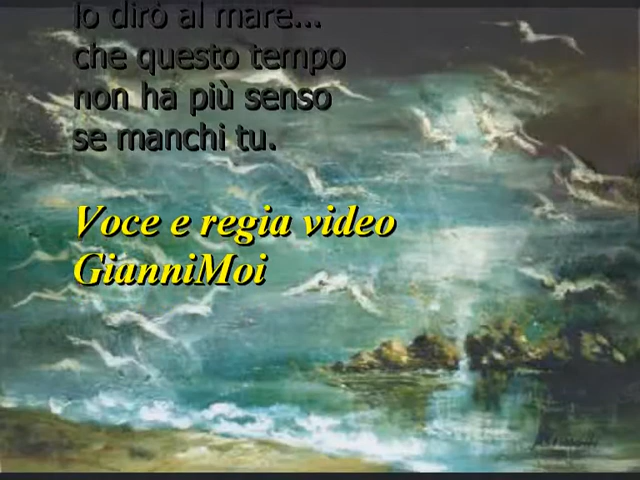 lo dirò al mare...
che questo tempo
non ha più senso
se manchi tu.
Voce e regia video
GianniMoi